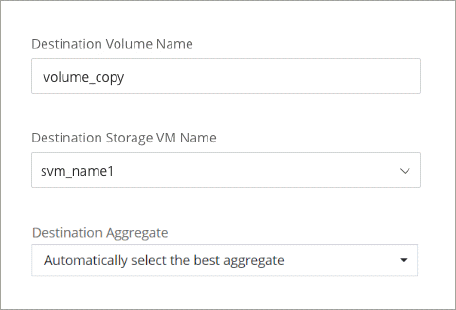 Destination Volume Name
volume_copy
Destination Storage VM Name
svm_name1
Destination Aggregate
Automatically select the best aggregate